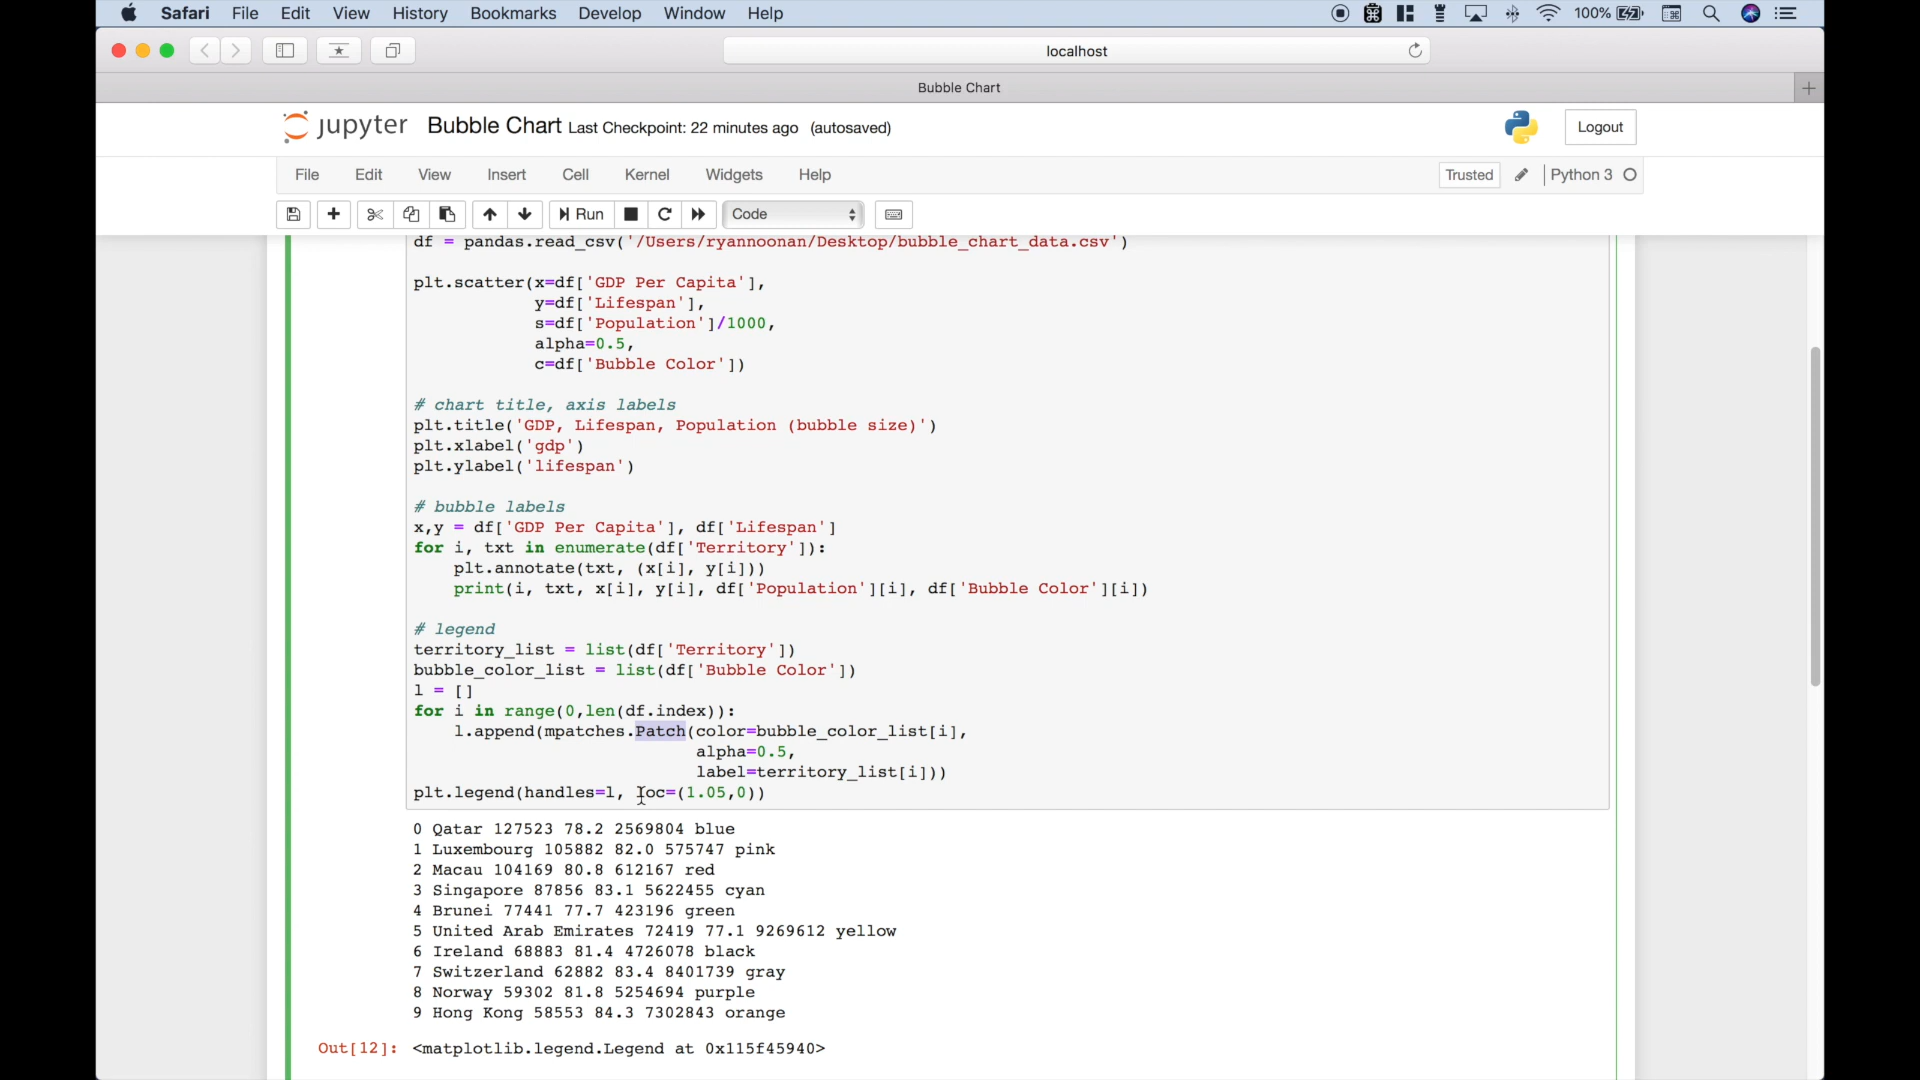 Safari File Edit View History Bookmarks Develop Window Help 100%
localhost
Bubble Chart
jupyter Bubble Chart Last Checkpoint: 22 minutes ago (autosaved) Logout
File Edit View Insert Cell Kernel Widgets Help Trusted Python 3
Run Code
df = pandas.read_csv('/Users/ryannoonan/Desktop/bubble_chart_data.csv')
plt.scatter(x=df['GDP Per Capita'],
y=df['Lifespan'],
s=df['Population']/1000,
alpha=0.5,
c=df['Bubble Color'])
# chart title, axis labels
plt.title('GDP, Lifespan, Population (bubble size)')
plt.xlabel('gdp')
plt.ylabel('lifespan')
# bubble labels
x,y = df['GDP Per Capita'], df['Lifespan']
for i, txt in enumerate(df['Territory']):
plt.annotate(txt, (x[i], y[i]))
print(i, txt, x[i], y[i], df['Population'][i], df['Bubble Color'][i])
# legend
territory_list = list(df['Territory'])
bubble_color_list = list(df['Bubble Color'])
l = []
for i in range(0,len(df.index)):
l.append(mpatches.Patch(color=bubble_color_list[i],
alpha=0.5,
label=territory_list[i]))
plt.legend(handles=l, loc=(1.05,0))
0 Qatar 127523 78.2 2569804 blue
1 Luxembourg 105882 82.0 575747 pink
2 Macau 104169 80.8 612167 red
3 Singapore 87856 83.1 5622455 cyan
4 Brunei 77441 77.7 423196 green
5 United Arab Emirates 72419 77.1 9269612 yellow
6 Ireland 68883 81.4 4726078 black
7 Switzerland 62882 83.4 8401739 gray
8 Norway 59302 81.8 5254694 purple
9 Hong Kong 58553 84.3 7302843 orange
Out[12]: <matplotlib.legend.Legend at 0x115f45940>